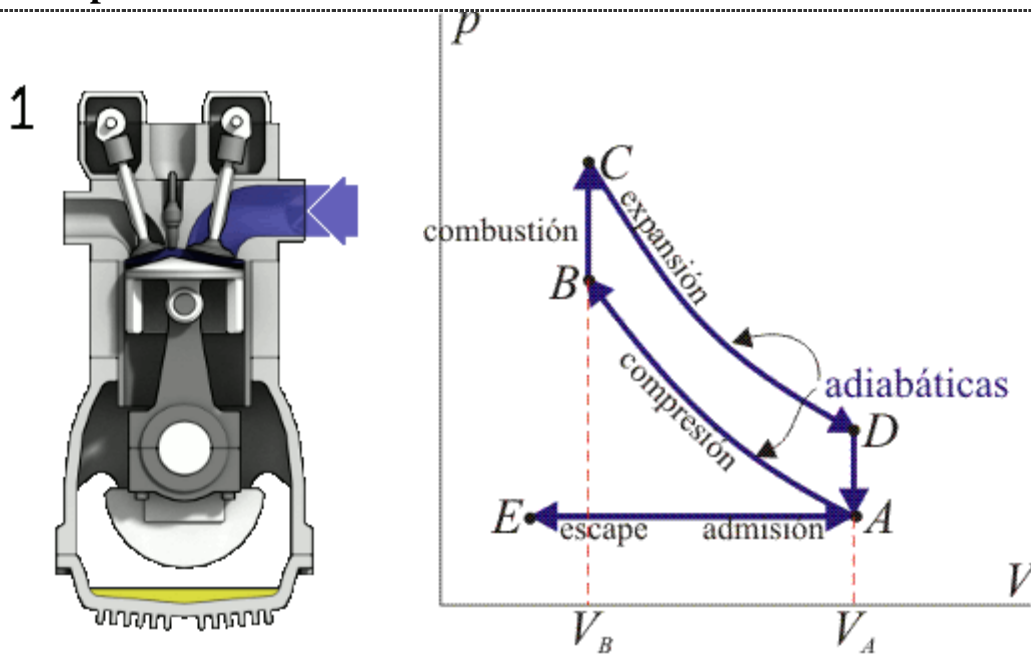 1
p
C
expansión
combustión
B
compresión
adiabáticas
D
E
escape
admisión
A
V
V_B
V_A